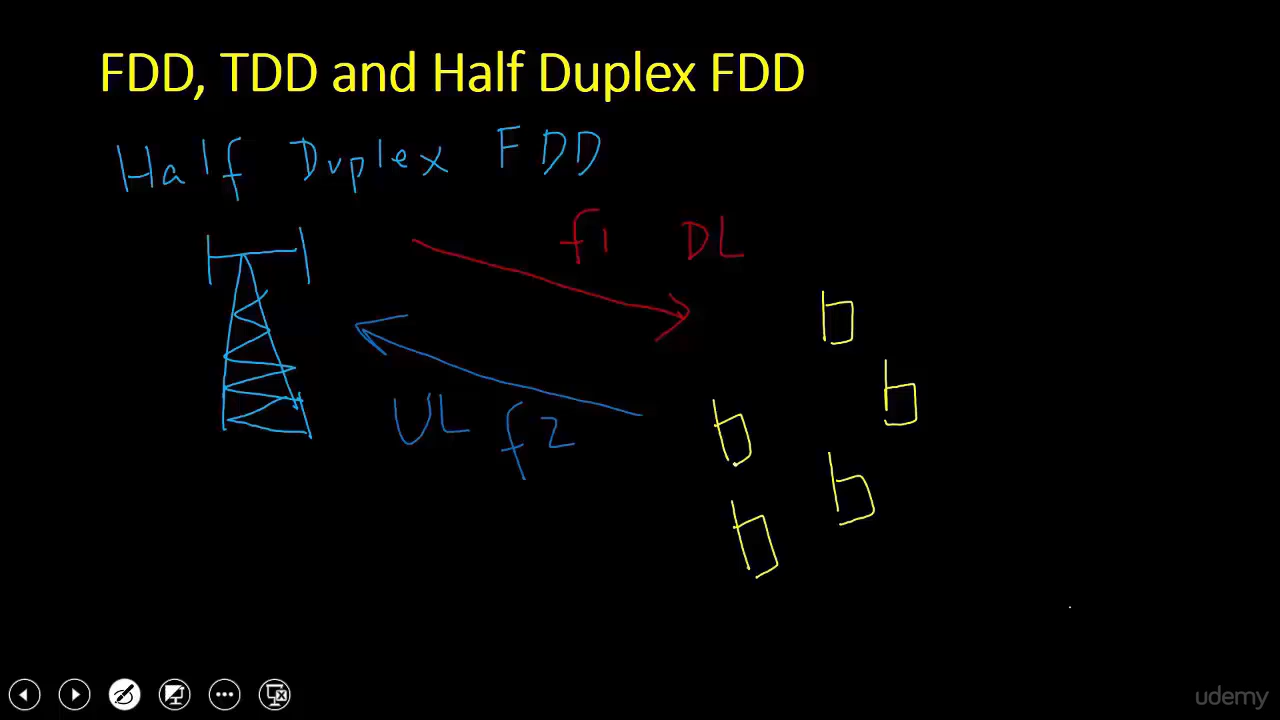 FDD, TDD and Half Duplex FDD
Half Duplex FDD
f1 DL
UL f2
udemy